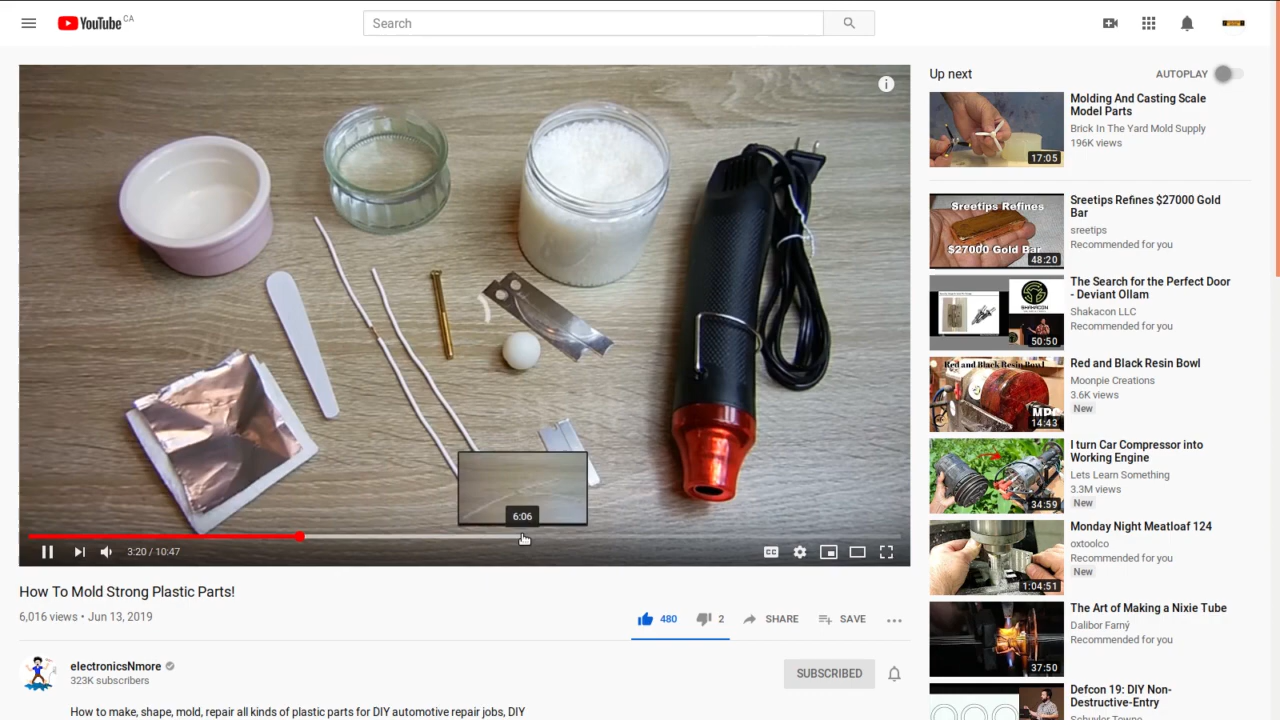 YouTube CA
Search
Up next
AUTOPLAY
Molding And Casting Scale
Model Parts
Brick In The Yard Mold Supply
196K views
17:05
Sreetips Refines
$27000 Gold Bar
48:20
Sreetips Refines $27000 Gold
Bar
sreetips
Recommended for you
SHAKACON
50:50
The Search for the Perfect Door
- Deviant Ollam
Shakacon LLC
Recommended for you
Red and Black Resin Bowl
MPC
14:43
Red and Black Resin Bowl
Moonpie Creations
3.6K views
New
34:59
I turn Car Compressor into
Working Engine
Lets Learn Something
3.3M views
New
1:04:51
Monday Night Meatloaf 124
oxtoolco
Recommended for you
New
37:50
The Art of Making a Nixie Tube
Dalibor Farný
Recommended for you
Defcon 19: DIY Non-
Destructive-Entry
Schuyler Towne
6:06
3:20 / 10:47
CC
How To Mold Strong Plastic Parts!
6,016 views • Jun 13, 2019
480
2
SHARE
SAVE
electronicsNmore
323K subscribers
SUBSCRIBED
How to make, shape, mold, repair all kinds of plastic parts for DIY automotive repair jobs, DIY